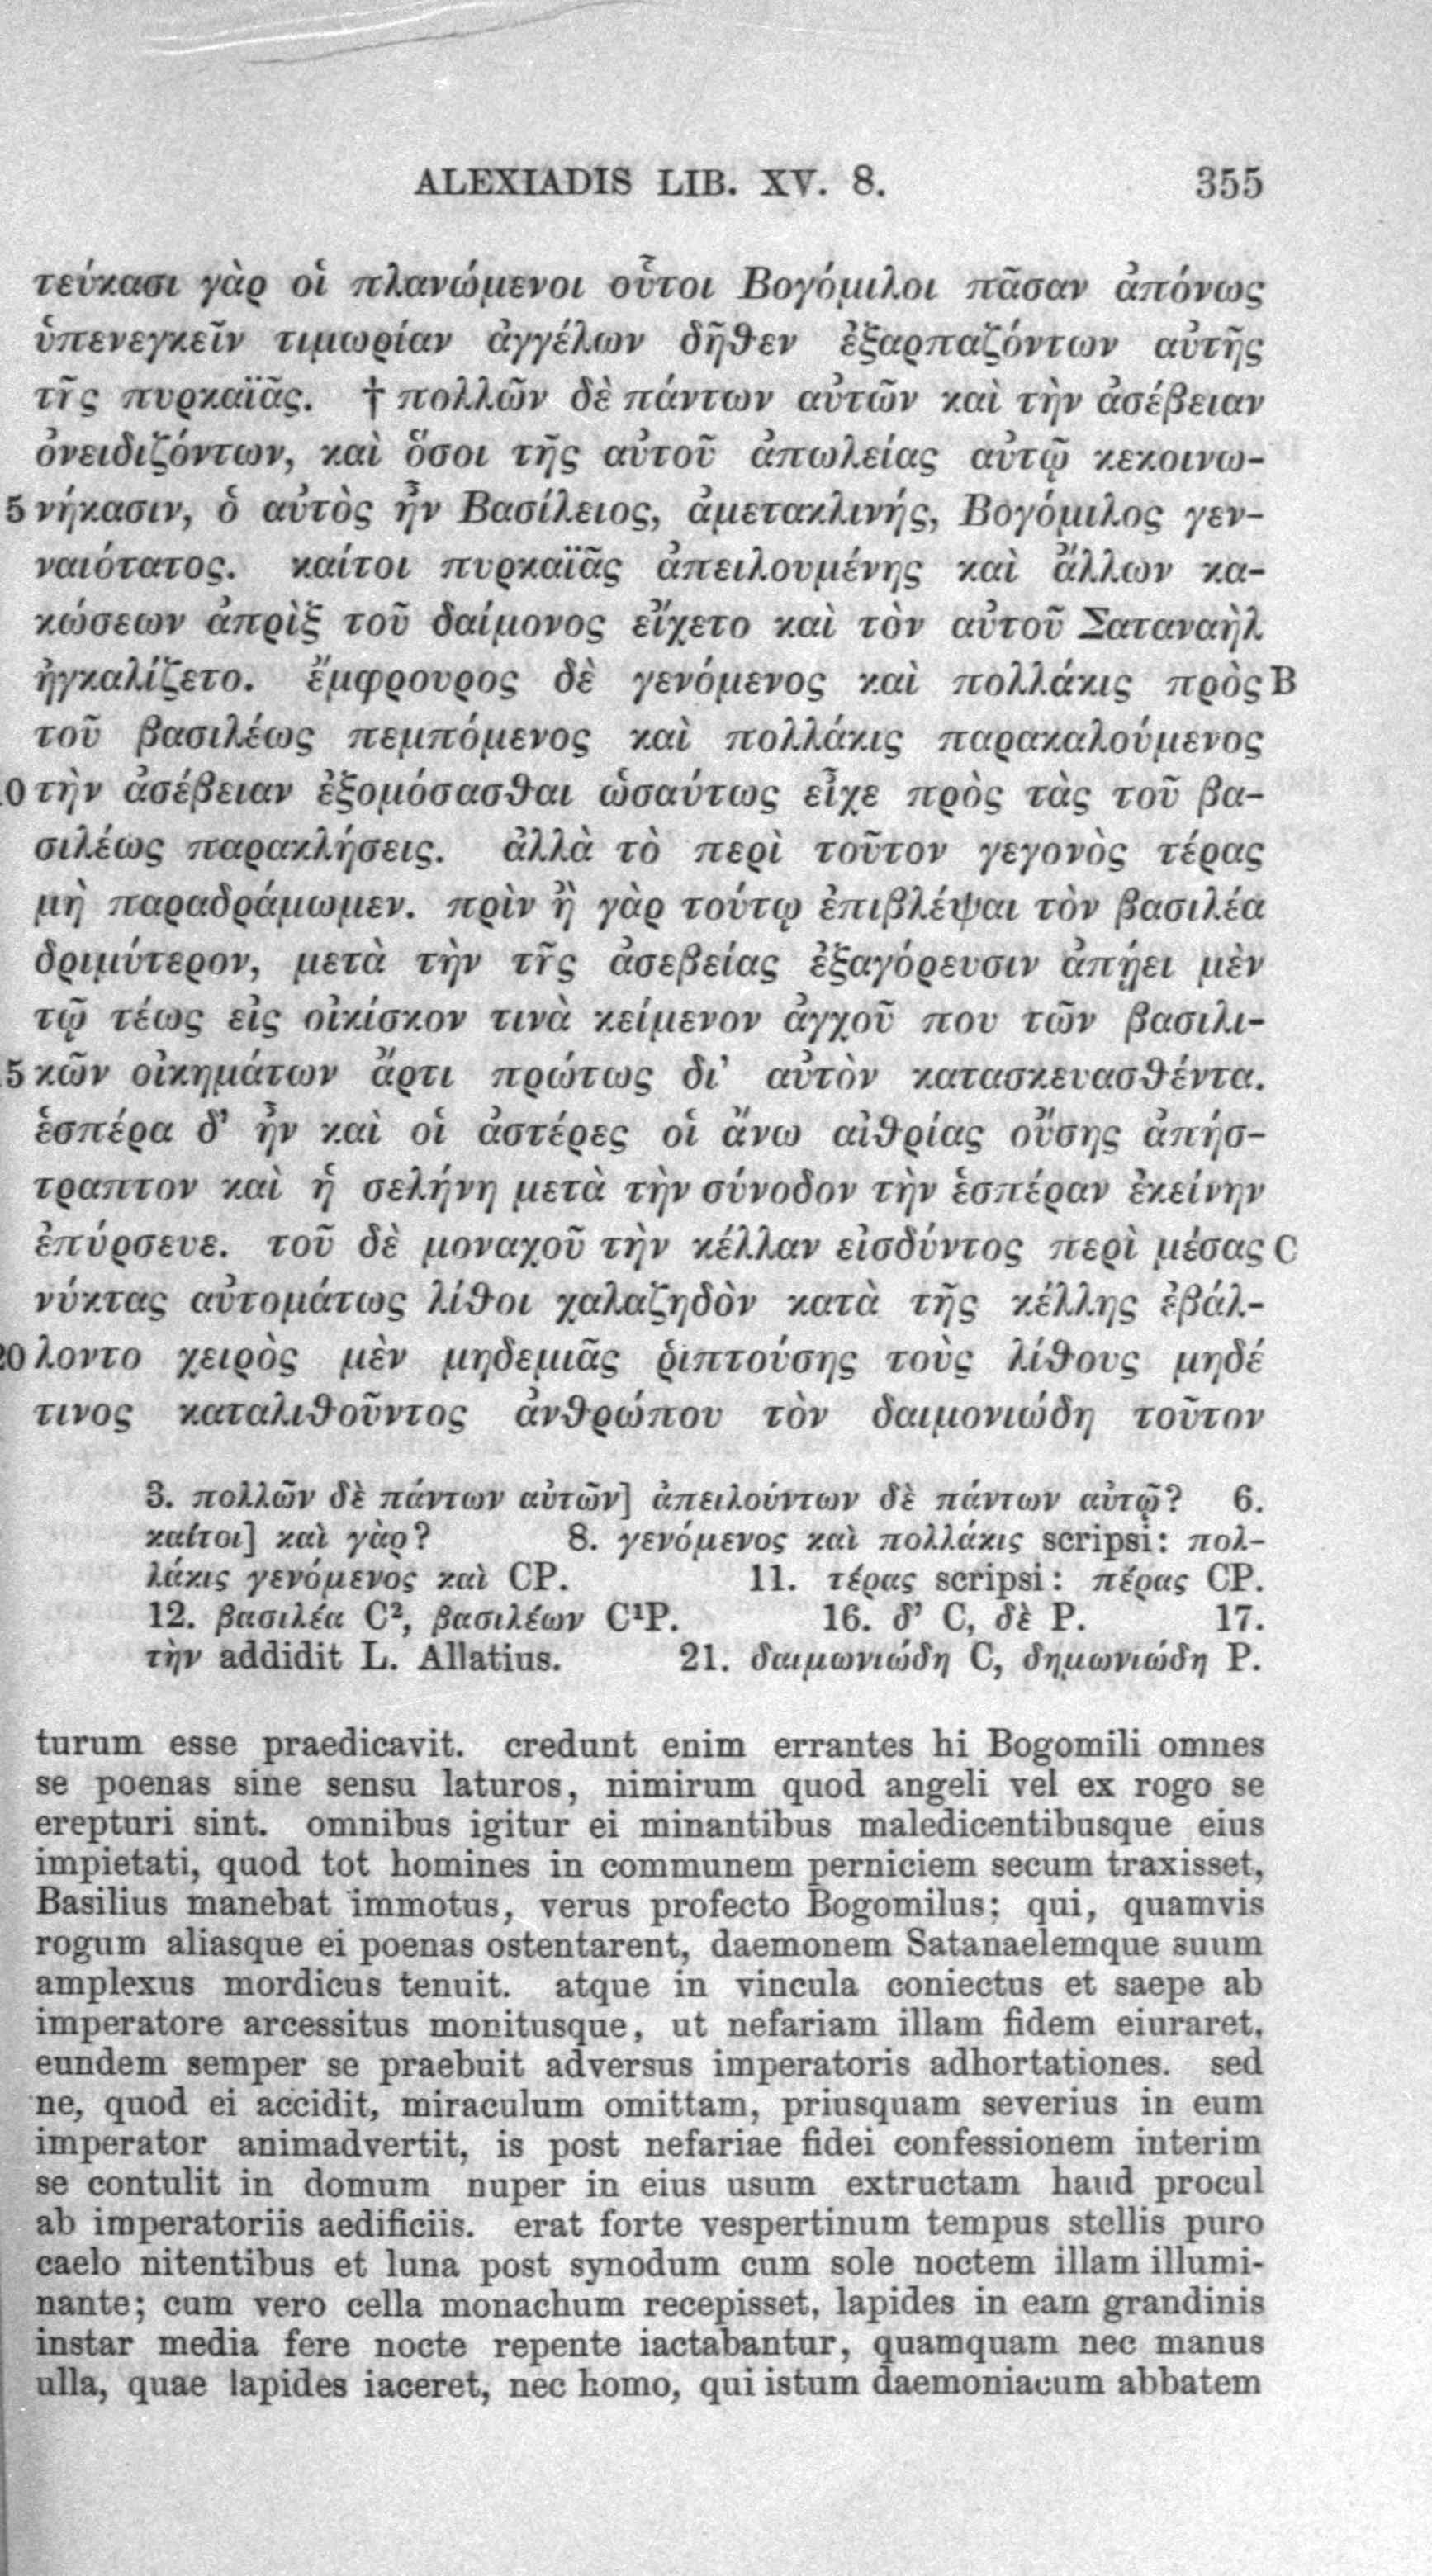 ALEXIADIS LIB. XV. 8. 355
τεύκασι γὰρ οἱ πλανώμενοι οὗτοι Βογόμιλοι πᾶσαν ἀπόνως
ὑπενεγκεῖν τιμωρίαν ἀγγέλων δῆθεν ἐξαρπαζόντων αὐτῆς
τῆς πυρκαϊᾶς. † πολλῶν δὲ πάντων αὐτῶν καὶ τὴν ἀσέβειαν
ὀνειδιζόντων, καὶ ὅσοι τῆς αὐτοῦ ἀπωλείας αὐτῷ κεκοινω-
5 νήκασιν, ὁ αὐτὸς ἦν Βασίλειος, ἀμετακλινής, Βογόμιλος γεν-
ναιότατος. καίτοι πυρκαϊᾶς ἀπειλουμένης καὶ ἄλλων κα-
κώσεων ἀπρὶξ τοῦ δαίμονος εἴχετο καὶ τὸν αὐτοῦ Σαταναὴλ
ἠγκαλίζετο. ἔμφρουρος δὲ γενόμενος καὶ πολλάκις πρὸς B
τοῦ βασιλέως πεμπόμενος καὶ πολλάκις παρακαλούμενος
0 τὴν ἀσέβειαν ἐξομόσασθαι ὡσαύτως εἶχε πρὸς τὰς τοῦ βα-
σιλέως παρακλήσεις. ἀλλὰ τὸ περὶ τοῦτον γεγονὸς τέρας
μὴ παραδράμωμεν. πρὶν ἢ γὰρ τούτῳ ἐπιβλέψαι τὸν βασιλέα
δριμύτερον, μετὰ τὴν τῆς ἀσεβείας ἐξαγόρευσιν ἀπῄει μὲν
τῷ τέως εἰς οἰκίσκον τινὰ κείμενον ἀγχοῦ που τῶν βασιλι-
5 κῶν οἰκημάτων ἄρτι πρώτως δι' αὐτὸν κατασκευασθέντα.
ἑσπέρα δ' ἦν καὶ οἱ ἀστέρες οἱ ἄνω αἰθρίας οὔσης ἀπήσ-
τραπτον καὶ ἡ σελήνη μετὰ τὴν σύνοδον τὴν ἑσπέραν ἐκείνην
ἐπύρσευε. τοῦ δὲ μοναχοῦ τὴν κέλλαν εἰσδύντος περὶ μέσας C
νύκτας αὐτομάτως λίθοι χαλαζηδὸν κατὰ τῆς κέλλης ἐβάλ-
20 λοντο χειρὸς μὲν μηδεμιᾶς ῥιπτούσης τοὺς λίθους μηδέ
τινος καταλιθοῦντος ἀνθρώπου τὸν δαιμονιώδη τοῦτον
3. πολλῶν δὲ πάντων αὐτῶν] ἀπειλούντων δὲ πάντων αὐτῷ? 6.
καίτοι] καὶ γὰρ? 8. γενόμενος καὶ πολλάκις scripsi: πολ-
λάκις γενόμενος καὶ CP. 11. τέρας scripsi: πέρας CP.
12. βασιλέα C², βασιλέων C¹P. 16. δ' C, δὲ P. 17.
τὴν addidit L. Allatius. 21. δαιμωνιώδη C, δημωνιώδη P.
turum esse praedicavit. credunt enim errantes hi Bogomili omnes
se poenas sine sensu laturos, nimirum quod angeli vel ex rogo se
erepturi sint. omnibus igitur ei minantibus maledicentibusque eius
impietati, quod tot homines in communem perniciem secum traxisset,
Basilius manebat immotus, verus profecto Bogomilus; qui, quamvis
rogum aliasque ei poenas ostentarent, daemonem Satanaelemque suum
amplexus mordicus tenuit. atque in vincula coniectus et saepe ab
imperatore arcessitus monitusque, ut nefariam illam fidem eiuraret,
eundem semper se praebuit adversus imperatoris adhortationes. sed
ne, quod ei accidit, miraculum omittam, priusquam severius in eum
imperator animadvertit, is post nefariae fidei confessionem interim
se contulit in domum nuper in eius usum extructam haud procul
ab imperatoriis aedificiis. erat forte vespertinum tempus stellis puro
caelo nitentibus et luna post synodum cum sole noctem illam illumi-
nante; cum vero cella monachum recepisset, lapides in eam grandinis
instar media fere nocte repente iactabantur, quamquam nec manus
ulla, quae lapides iaceret, nec homo, qui istum daemoniacum abbatem